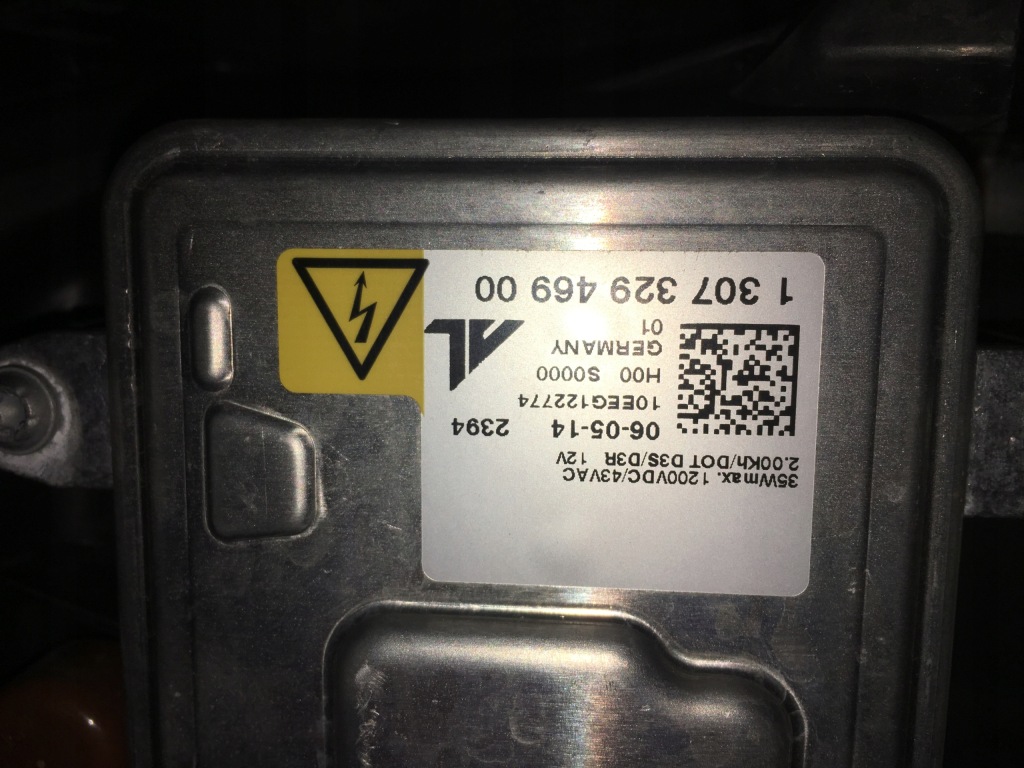 35Wmax. 1200VDC/43VAC
2.00Kh/DOT D3S/D3R 12V
06-05-14 2394
10EEG122774
H00 S0000
GERMANY
01
AL
1 307 329 469 00